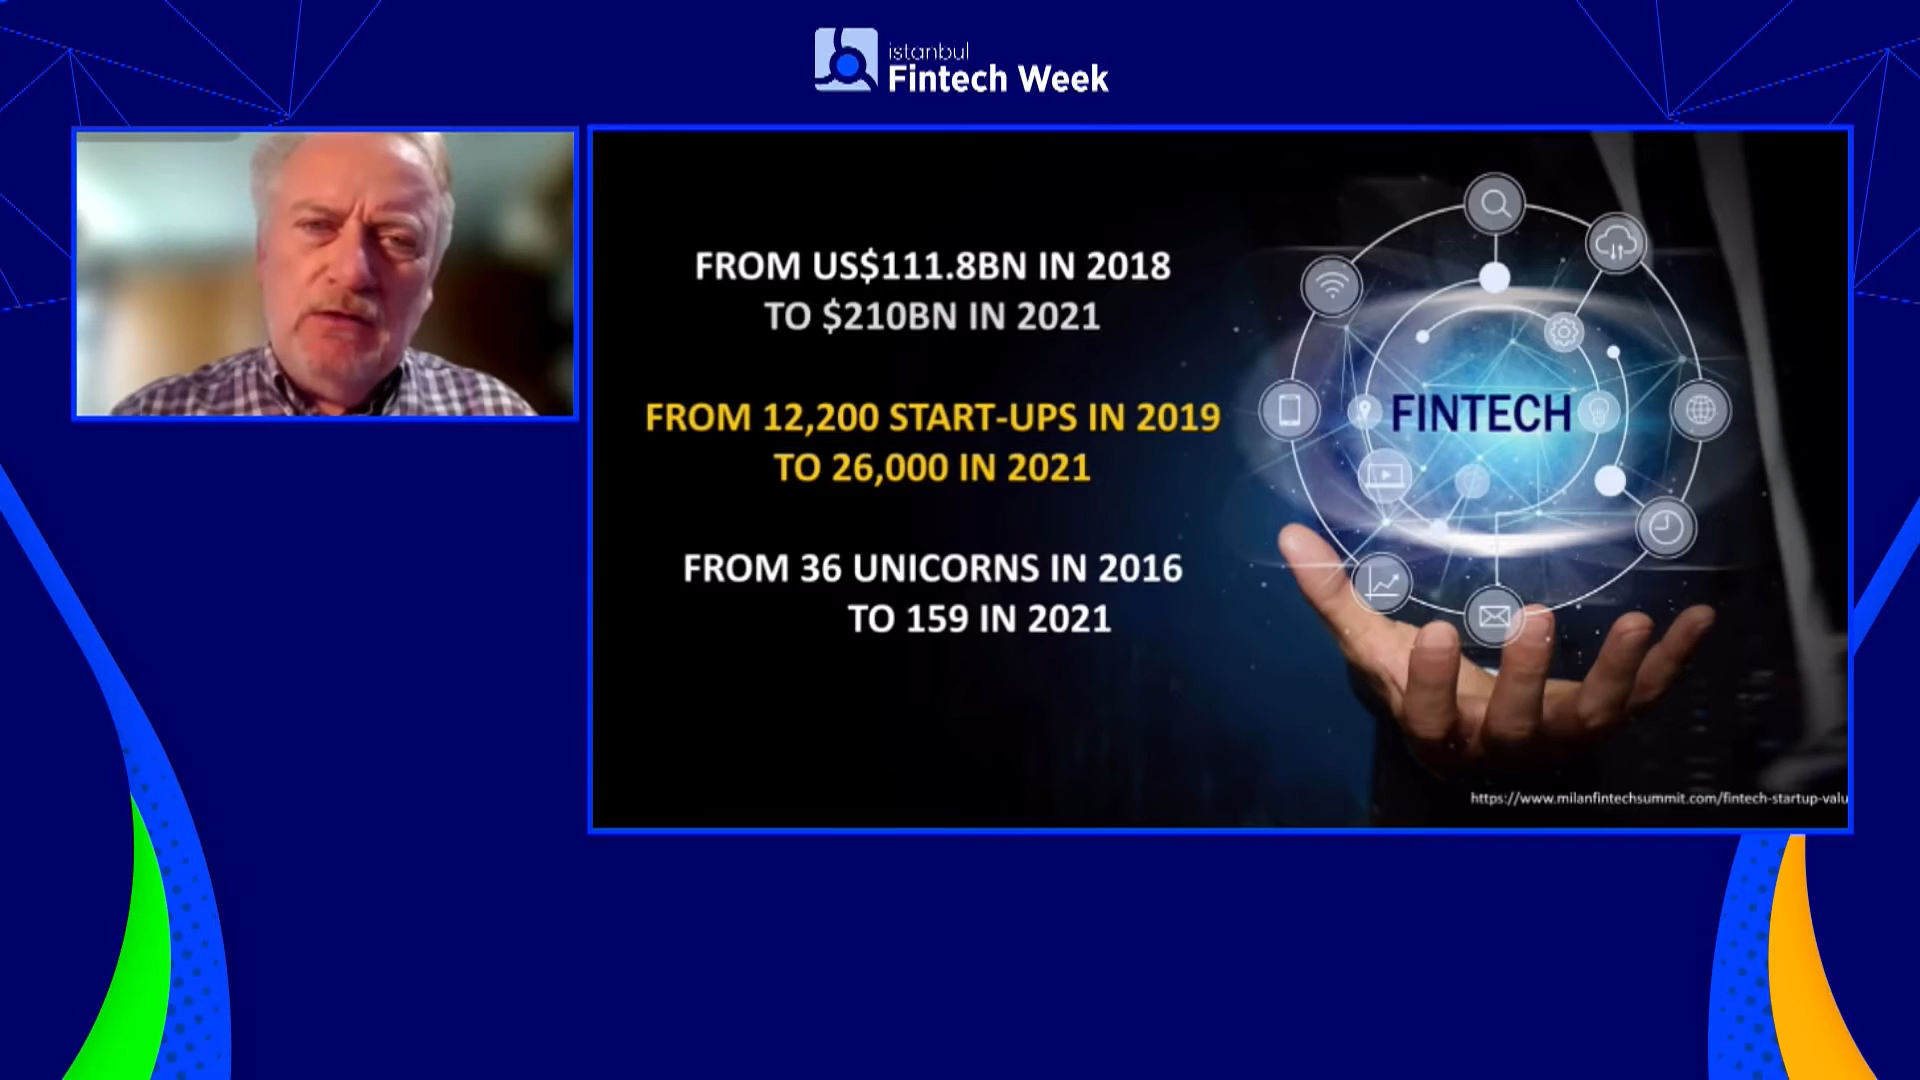 istanbul
Fintech Week
FROM US$111.8BN IN 2018
TO $210BN IN 2021
FROM 12,200 START-UPS IN 2019
TO 26,000 IN 2021
FROM 36 UNICORNS IN 2016
TO 159 IN 2021
FINTECH
https://www.milanfintechsummit.com/fintech-startup-valu